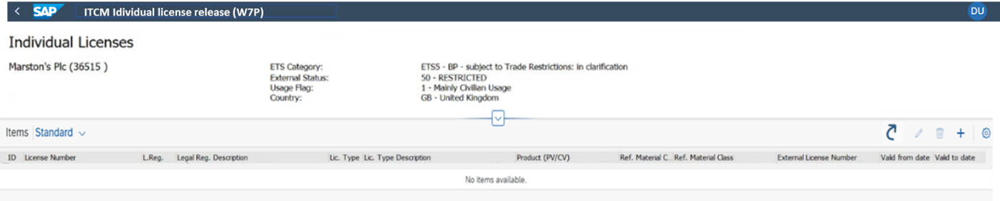 SAP ITCM Idividual license release (W7P) DU
Individual Licenses
Marston's Plc (36515 )
ETS Category: ETS5 - BP - subject to Trade Restrictions: in clarification
External Status: 50 - RESTRICTED
Usage Flag: 1 - Mainly Civilian Usage
Country: GB - United Kingdom
Items Standard
ID License Number L.Reg. Legal Reg. Description Lic. Type Lic. Type Description Product (PV/CV) Ref. Material C... Ref. Material Class External License Number Valid from date Valid to date
No items available.